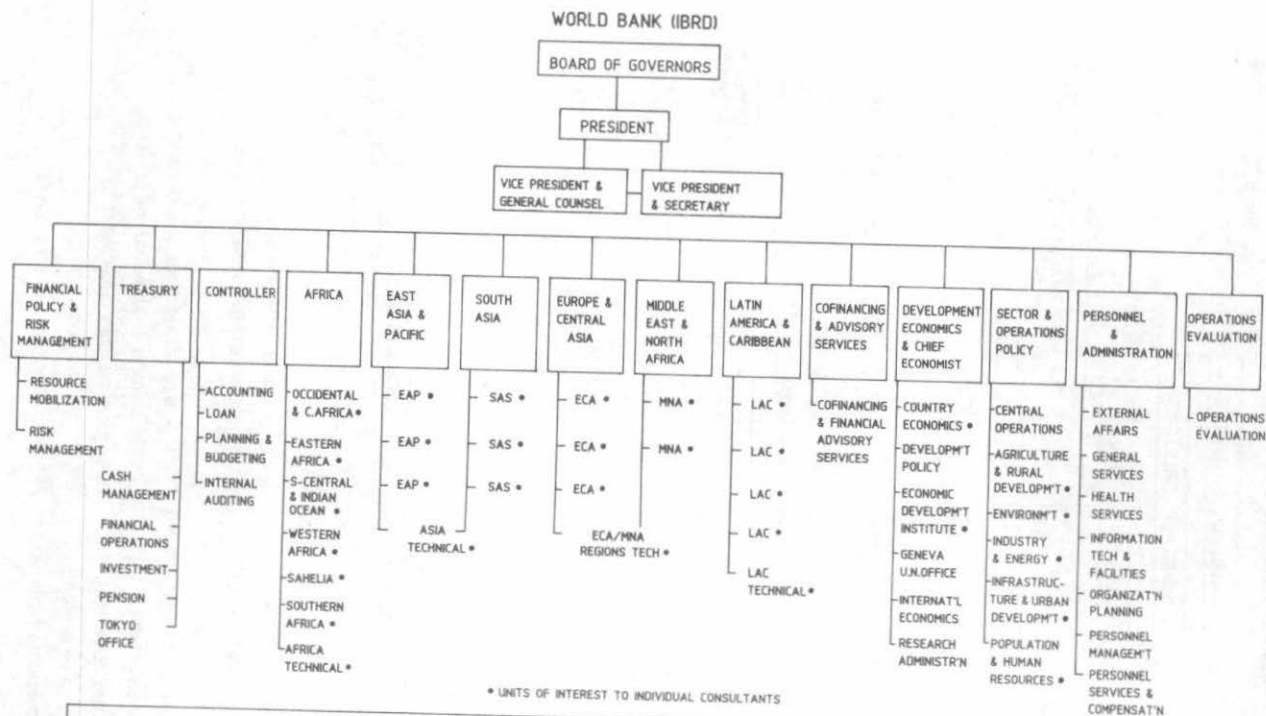 WORLD BANK (IBRD)
BOARD OF GOVERNORS
PRESIDENT
VICE PRESIDENT &
GENERAL COUNSEL
VICE PRESIDENT
& SECRETARY
FINANCIAL
POLICY &
RISK
MANAGEMENT
RESOURCE
MOBILIZATION
RISK
MANAGEMENT
TREASURY
CASH
MANAGEMENT
FINANCIAL
OPERATIONS
INVESTMENT
PENSION
TOKYO
OFFICE
CONTROLLER
ACCOUNTING
LOAN
PLANNING &
BUDGETING
INTERNAL
AUDITING
AFRICA
OCCIDENTAL
& C.AFRICA •
EASTERN
AFRICA •
S-CENTRAL
& INDIAN
OCEAN •
WESTERN
AFRICA •
SAHELIA •
SOUTHERN
AFRICA •
AFRICA
TECHNICAL •
EAST
ASIA &
PACIFIC
EAP •
EAP •
EAP •
SOUTH
ASIA
SAS •
SAS •
SAS •
ASIA
TECHNICAL •
EUROPE &
CENTRAL
ASIA
ECA •
ECA •
ECA •
MIDDLE
EAST &
NORTH
AFRICA
MNA •
MNA •
ECA/MNA
REGIONS TECH •
LATIN
AMERICA &
CARIBBEAN
LAC •
LAC •
LAC •
LAC •
LAC
TECHNICAL •
COFINANCING
& ADVISORY
SERVICES
COFINANCING
& FINANCIAL
ADVISORY
SERVICES
DEVELOPMENT
ECONOMICS
& CHIEF
ECONOMIST
COUNTRY
ECONOMICS •
DEVELOPM'T
POLICY
ECONOMIC
DEVELOPM'T
INSTITUTE •
GENEVA
U.N.OFFICE
INTERNAT'L
ECONOMICS
RESEARCH
ADMINISTR'N
SECTOR &
OPERATIONS
POLICY
CENTRAL
OPERATIONS
AGRICULTURE
& RURAL
DEVELOPM'T •
ENVIRONM'T •
INDUSTRY
& ENERGY •
INFRASTRUC-
TURE & URBAN
DEVELOPM'T •
POPULATION
& HUMAN
RESOURCES •
PERSONNEL
&
ADMINISTRATION
EXTERNAL
AFFAIRS
GENERAL
SERVICES
HEALTH
SERVICES
INFORMATION
TECH &
FACILITIES
ORGANIZAT'N
PLANNING
PERSONNEL
MANAGEM'T
PERSONNEL
SERVICES &
COMPENSAT'N
OPERATIONS
EVALUATION
OPERATIONS
EVALUATION
• UNITS OF INTEREST TO INDIVIDUAL CONSULTANTS